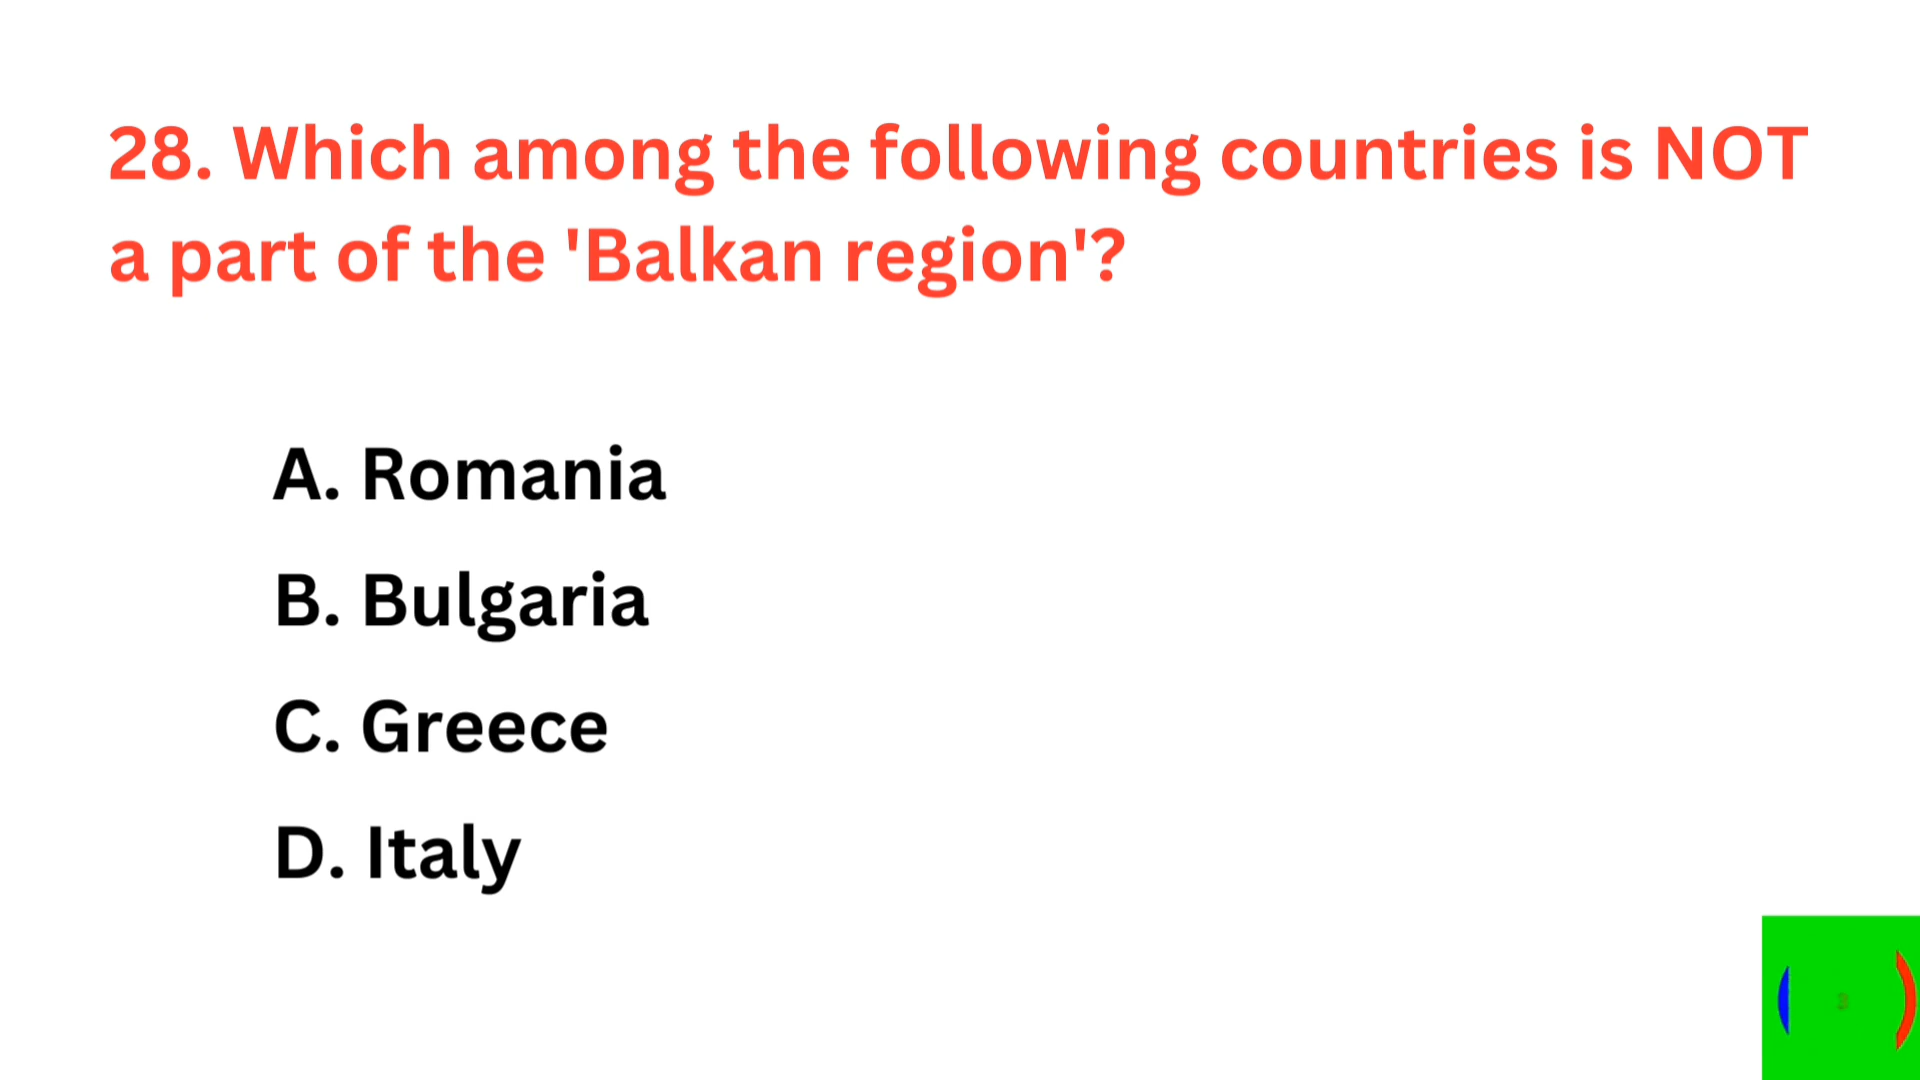 28. Which among the following countries is NOT
a part of the 'Balkan region'?
A. Romania
B. Bulgaria
C. Greece
D. Italy